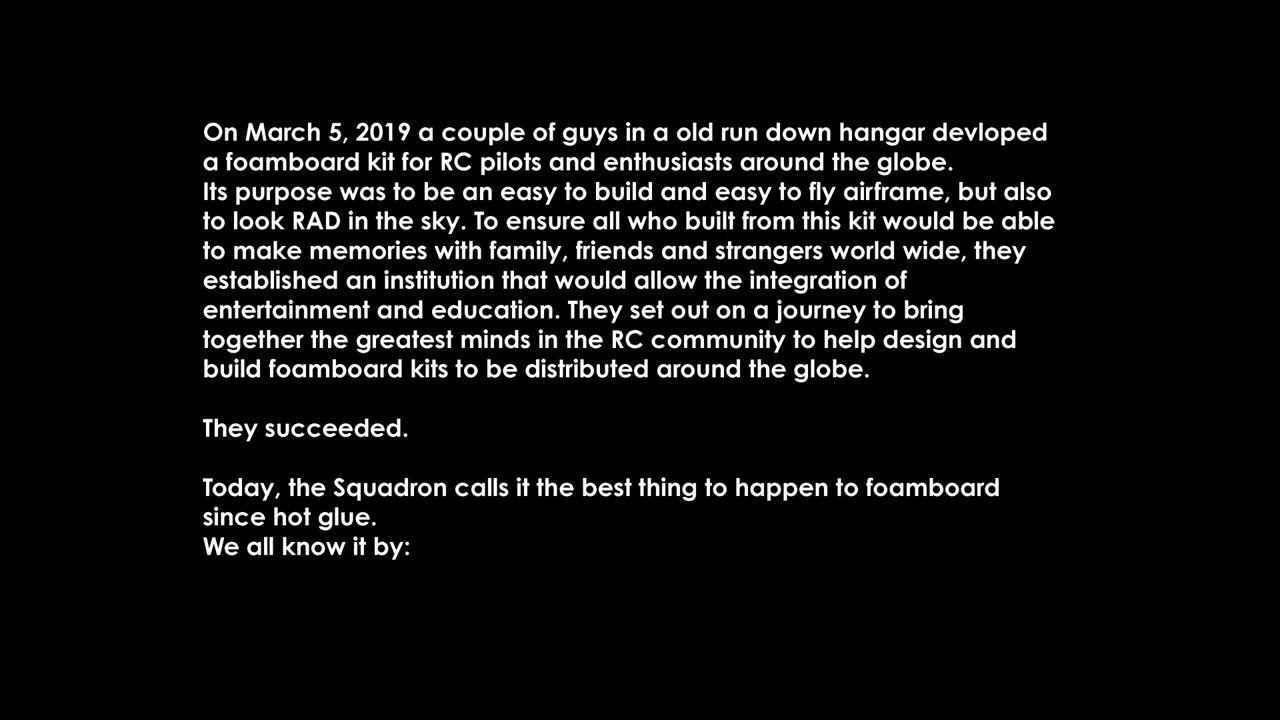 On March 5, 2019 a couple of guys in a old run down hangar devloped
a foamboard kit for RC pilots and enthusiasts around the globe.
Its purpose was to be an easy to build and easy to fly airframe, but also
to look RAD in the sky. To ensure all who built from this kit would be able
to make memories with family, friends and strangers world wide, they
established an institution that would allow the integration of
entertainment and education. They set out on a journey to bring
together the greatest minds in the RC community to help design and
build foamboard kits to be distributed around the globe.
They succeeded.
Today, the Squadron calls it the best thing to happen to foamboard
since hot glue.
We all know it by: